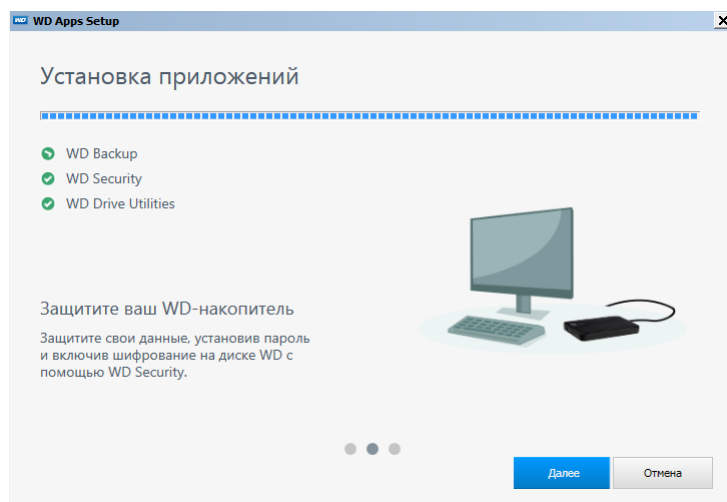 WD WD Apps Setup
Установка приложений
WD Backup
WD Security
WD Drive Utilities
Защитите ваш WD-накопитель
Защитите свои данные, установив пароль
и включив шифрование на диске WD с
помощью WD Security.
Далее
Отмена